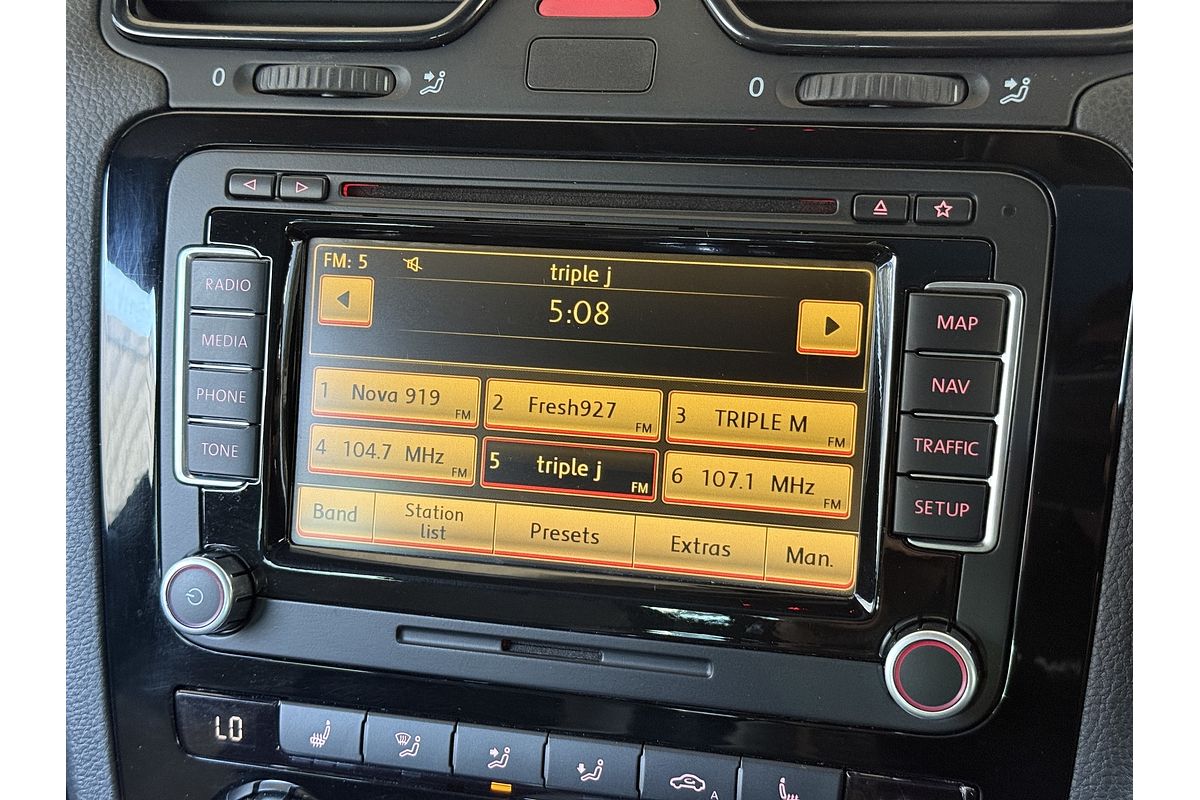 0
0
RADIO
MEDIA
PHONE
TONE
FM: 5
triple j
5:08
1 Nova 919 FM
2 Fresh927 FM
3 TRIPLE M FM
4 104.7 MHz FM
5 triple j FM
6 107.1 MHz FM
Band
Station
list
Presets
Extras
Man.
MAP
NAV
TRAFFIC
SETUP
LO
A